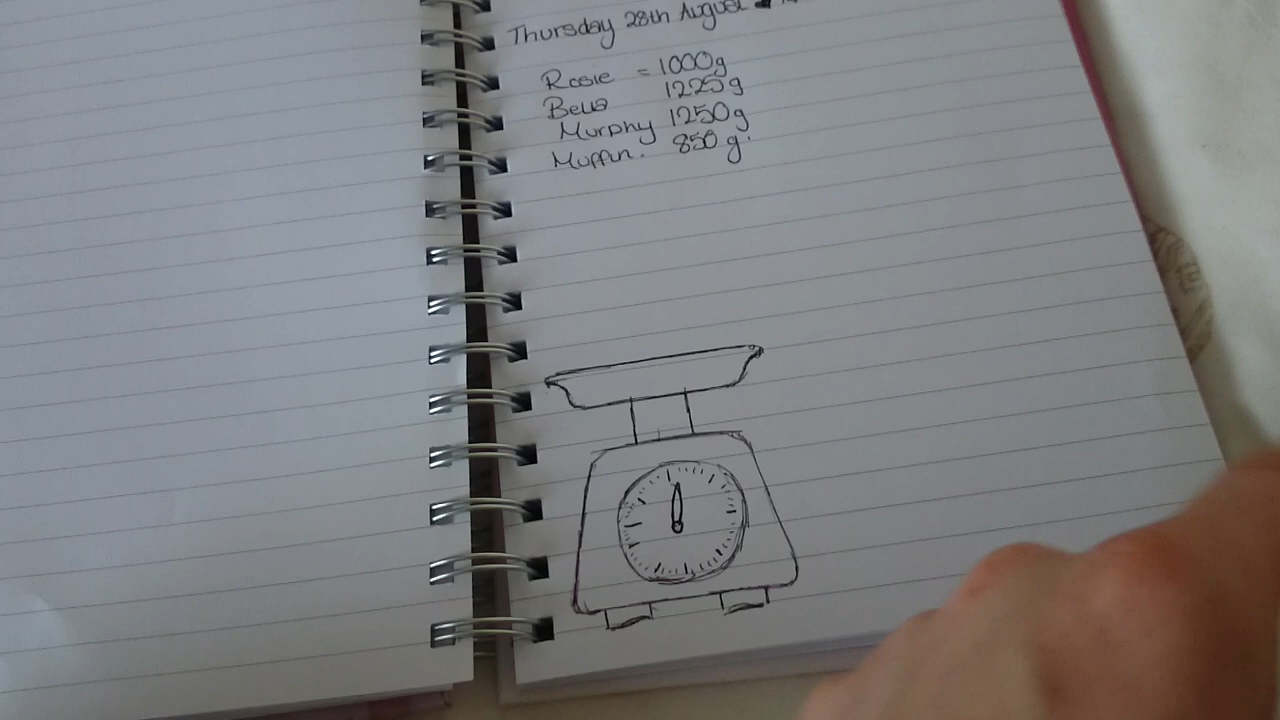 Thursday 28th August
Rosie = 1000g
Bella 1225g
Murphy 1250g
Muffin. 850g.